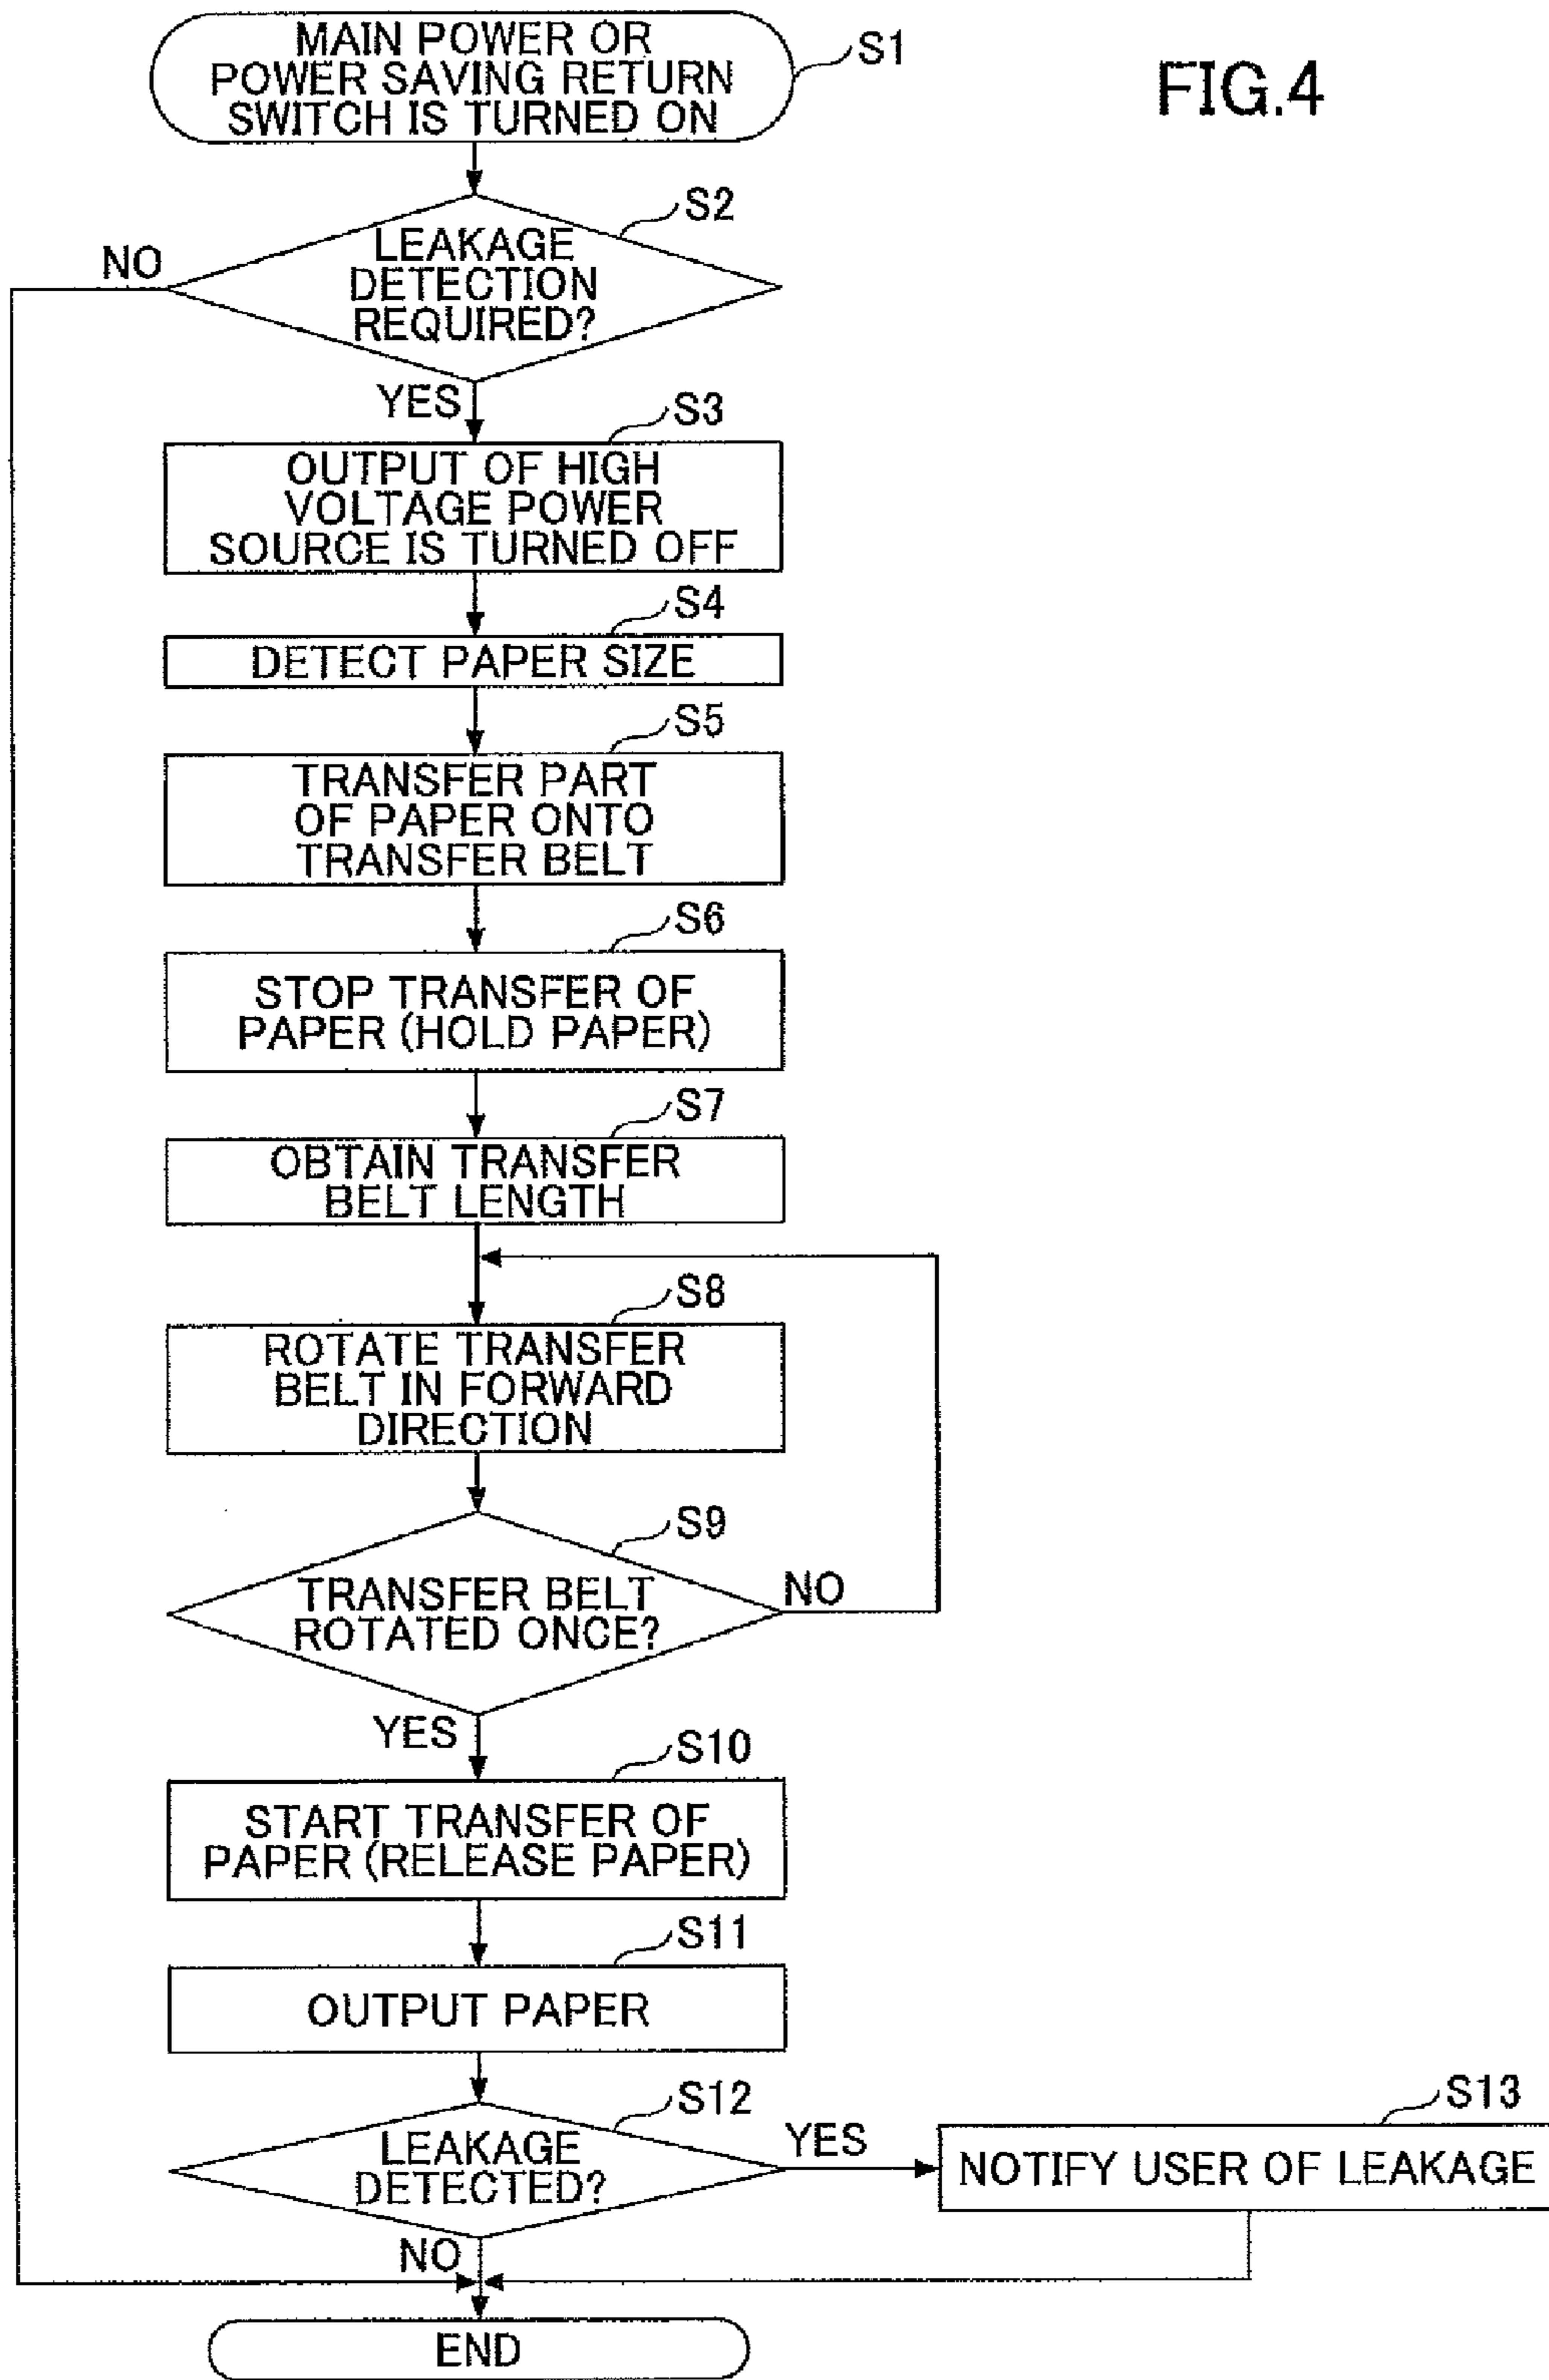 FIG.4
MAIN POWER OR
POWER SAVING RETURN
SWITCH IS TURNED ON
S1
S2
LEAKAGE
DETECTION
REQUIRED?
NO
YES
S3
OUTPUT OF HIGH
VOLTAGE POWER
SOURCE IS TURNED OFF
S4
DETECT PAPER SIZE
S5
TRANSFER PART
OF PAPER ONTO
TRANSFER BELT
S6
STOP TRANSFER OF
PAPER (HOLD PAPER)
S7
OBTAIN TRANSFER
BELT LENGTH
S8
ROTATE TRANSFER
BELT IN FORWARD
DIRECTION
S9
TRANSFER BELT
ROTATED ONCE?
NO
YES
S10
START TRANSFER OF
PAPER (RELEASE PAPER)
S11
OUTPUT PAPER
S12
LEAKAGE
DETECTED?
YES
S13
NOTIFY USER OF LEAKAGE
NO
END